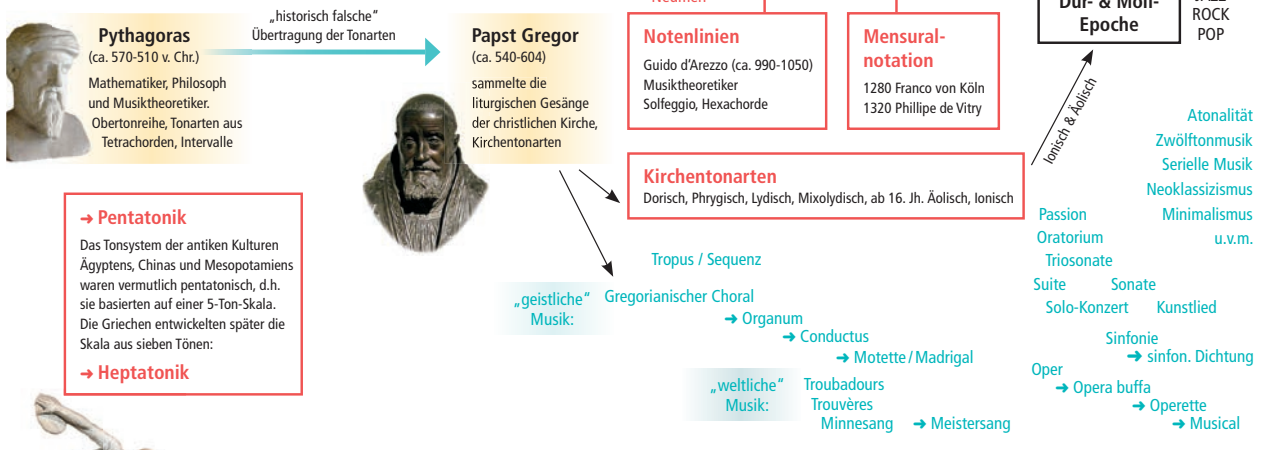 Neumen
Dur- & Moll-
Epoche
JAZZ
ROCK
POP
„historisch falsche“
Übertragung der Tonarten
Pythagoras
(ca. 570-510 v. Chr.)
Mathematiker, Philosoph
und Musiktheoretiker.
Obertonreihe, Tonarten aus
Tetrachorden, Intervalle
Papst Gregor
(ca. 540-604)
sammelte die
liturgischen Gesänge
der christlichen Kirche,
Kirchentonarten
Notenlinien
Guido d’Arezzo (ca. 990-1050)
Musiktheoretiker
Solfeggio, Hexachorde
Mensural-
notation
1280 Franco von Köln
1320 Phillipe de Vitry
Ionisch & Äolisch
Kirchentonarten
Dorisch, Phrygisch, Lydisch, Mixolydisch, ab 16. Jh. Äolisch, Ionisch
➔ Pentatonik
Das Tonsystem der antiken Kulturen
Ägyptens, Chinas und Mesopotamiens
waren vermutlich pentatonisch, d.h.
sie basierten auf einer 5-Ton-Skala.
Die Griechen entwickelten später die
Skala aus sieben Tönen:
➔ Heptatonik
Tropus / Sequenz
„geistliche“
Musik:
Gregorianischer Choral
➔ Organum
➔ Conductus
➔ Motette / Madrigal
„weltliche“
Musik:
Troubadours
Trouvères
Minnesang ➔ Meistersang
Atonalität
Zwölftonmusik
Serielle Musik
Neoklassizismus
Minimalismus
u.v.m.
Passion
Oratorium
Triosonate
Suite Sonate
Solo-Konzert Kunstlied
Sinfonie
➔ sinfon. Dichtung
Oper
➔ Opera buffa
➔ Operette
➔ Musical